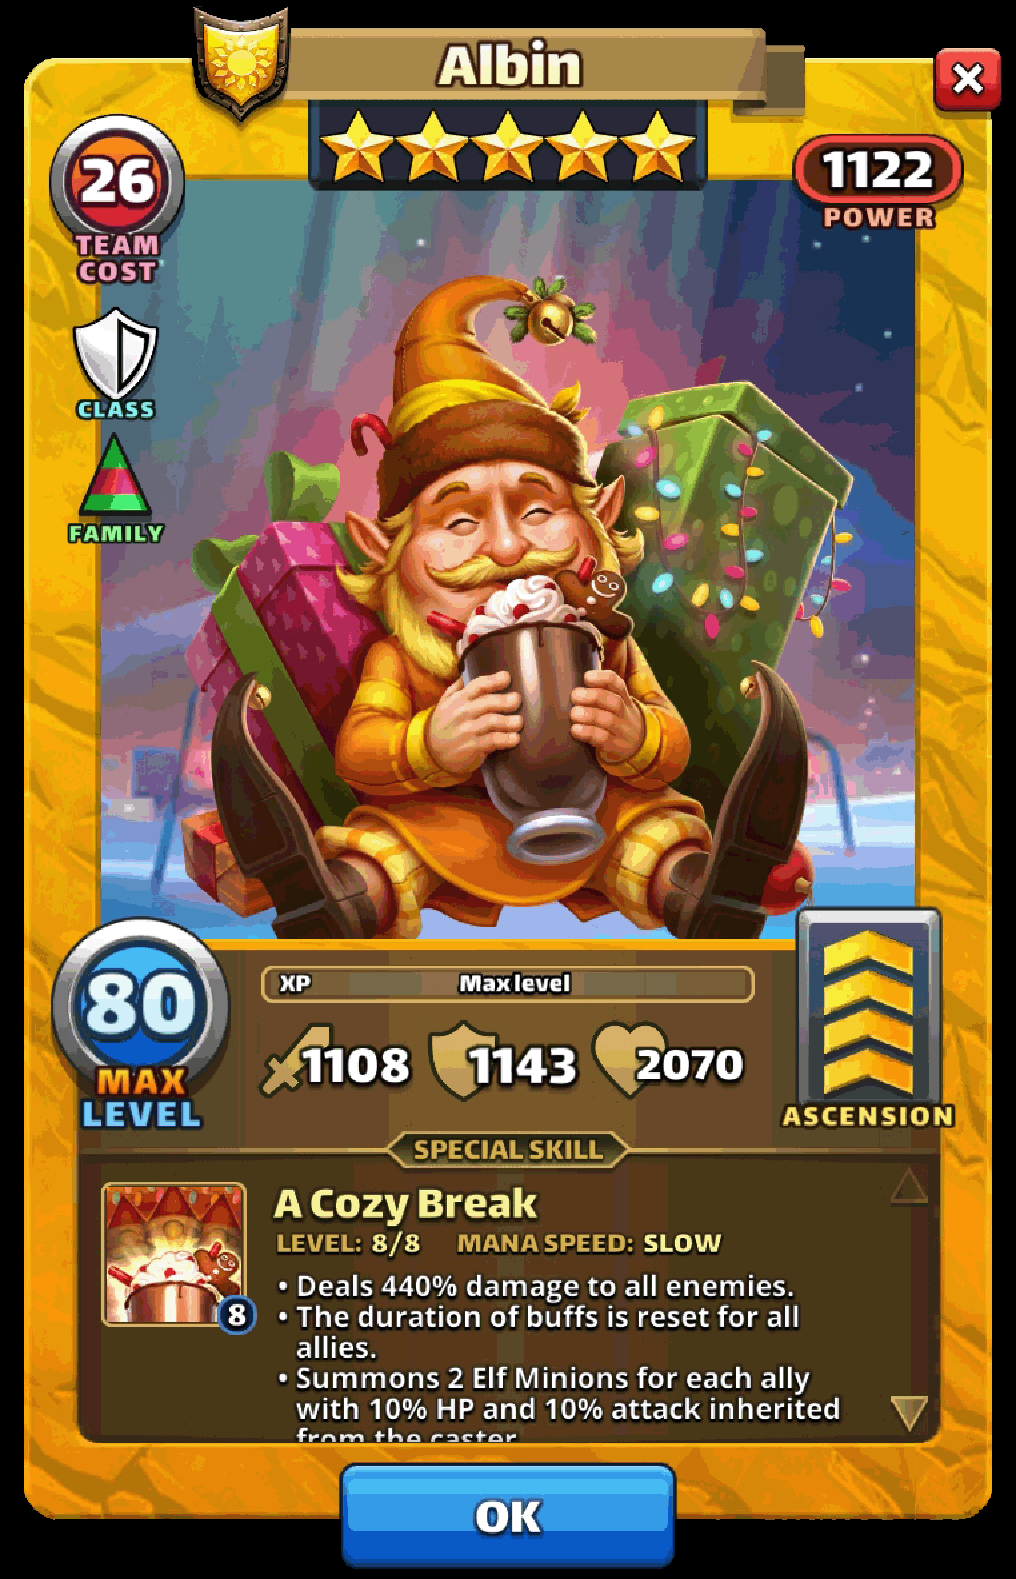 Albin
26
TEAM
COST
1122
POWER
CLASS
FAMILY
80
MAX
LEVEL
XP Max level
1108 1143 2070
ASCENSION
SPECIAL SKILL
A Cozy Break
LEVEL: 8/8 MANA SPEED: SLOW
8
• Deals 440% damage to all enemies.
• The duration of buffs is reset for all
allies.
• Summons 2 Elf Minions for each ally
with 10% HP and 10% attack inherited
from the caster
OK